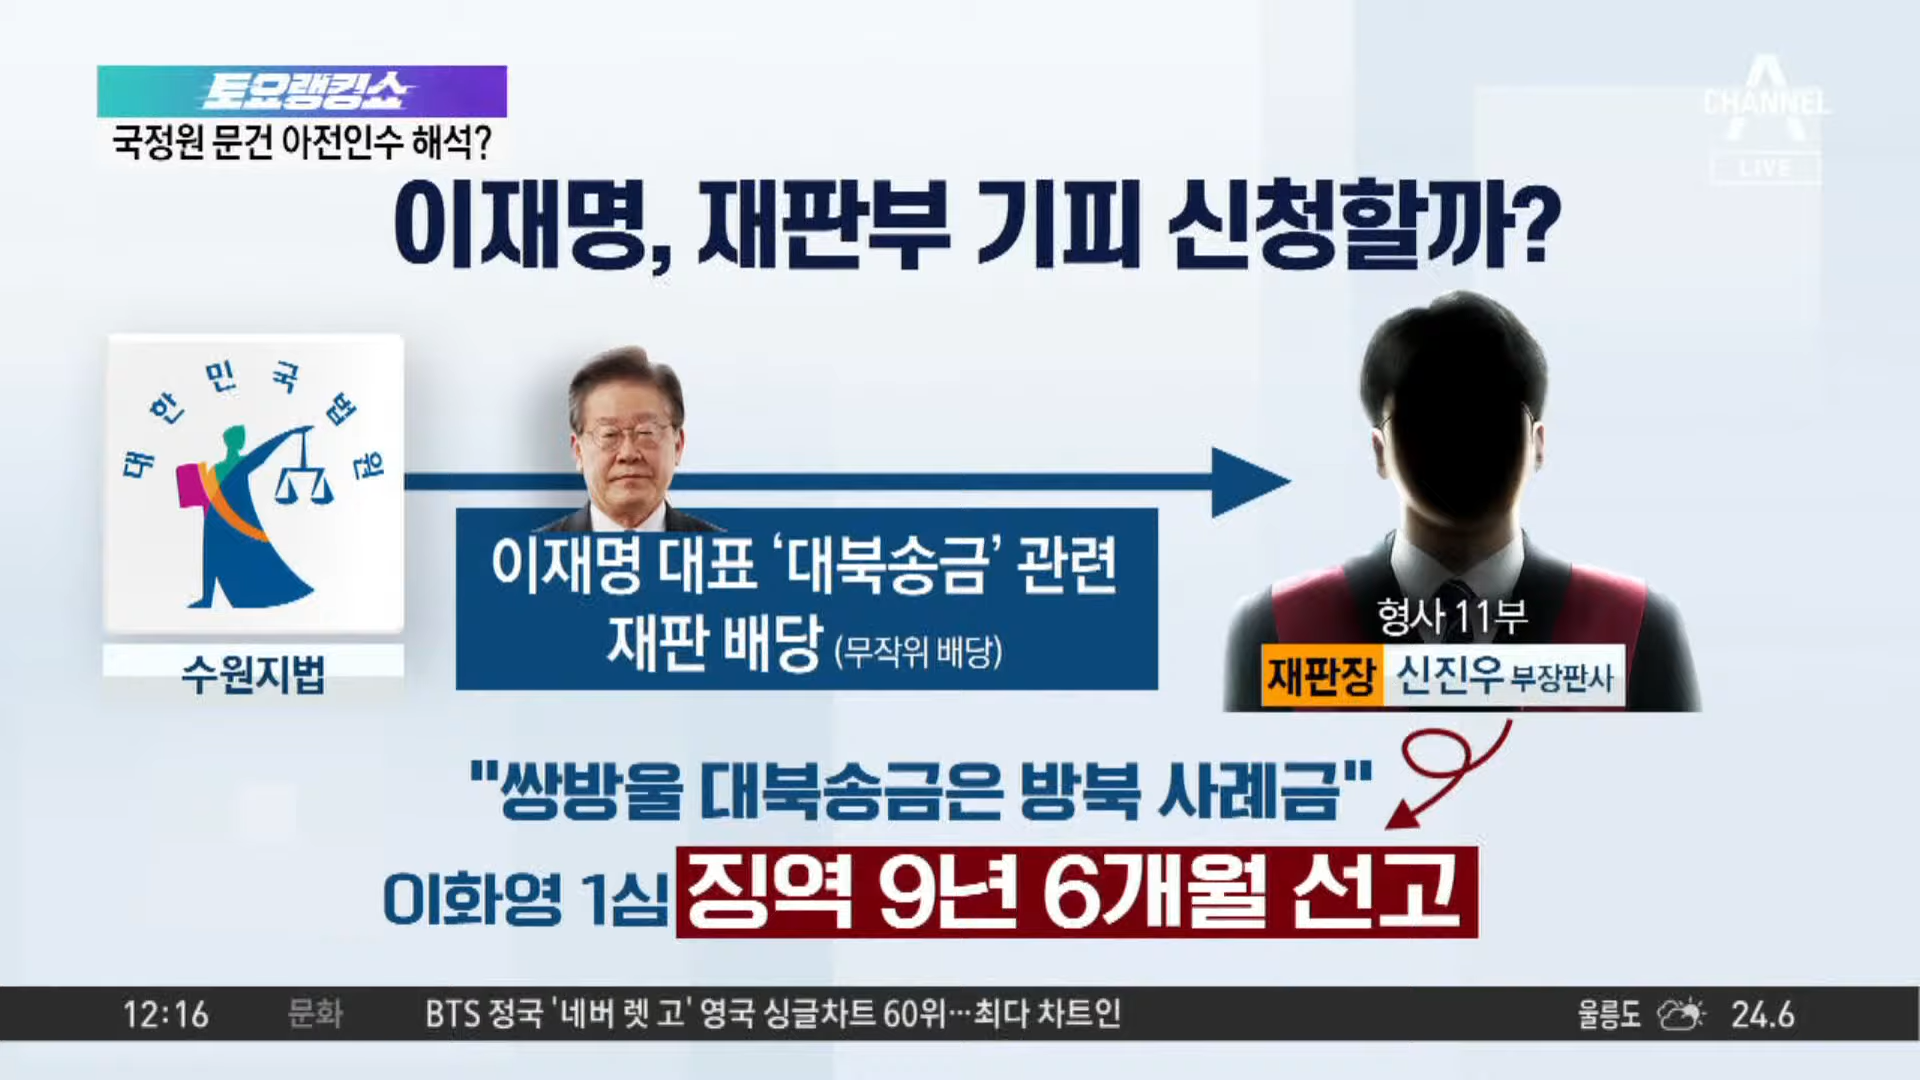 토요랭킹쇼
국정원 문건 아전인수 해석?
CHANNEL A
LIVE
이재명, 재판부 기피 신청할까?
대한민국법원
수원지법
이재명 대표 '대북송금' 관련
재판 배당 (무작위 배당)
형사 11부
재판장 신진우 부장판사
"쌍방울 대북송금은 방북 사례금"
이화영 1심 징역 9년 6개월 선고
12:16 문화 BTS 정국 '네버 렛 고' 영국 싱글차트 60위…최다 차트인 울릉도 24.6